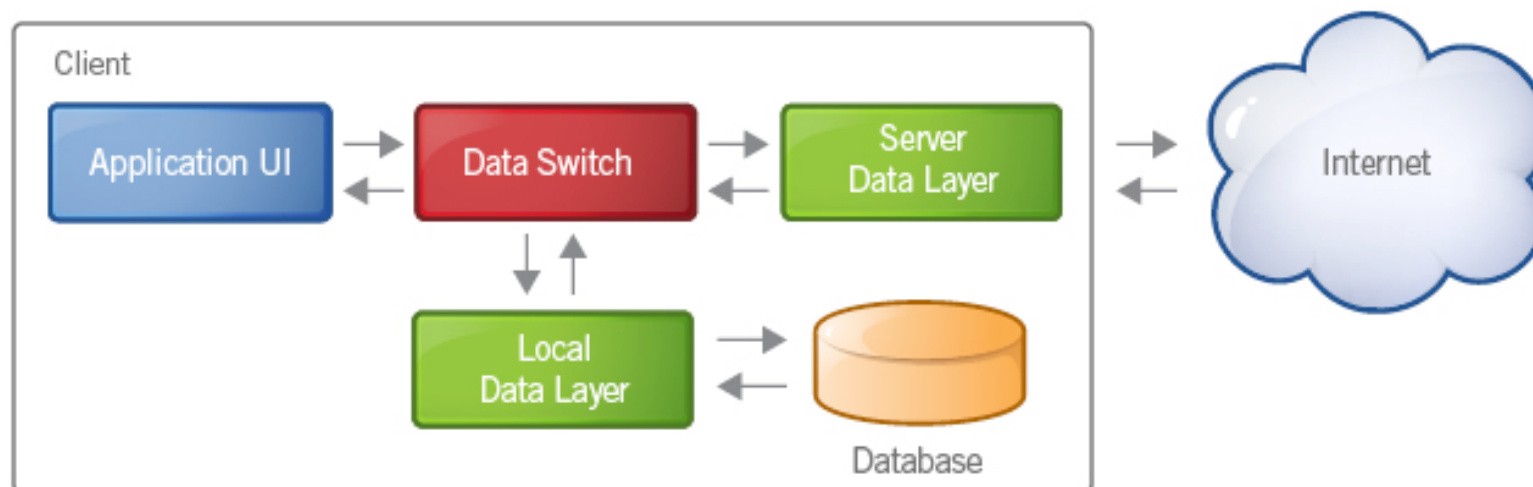 Client
Application UI
Data Switch
Server
Data Layer
Internet
Local
Data Layer
Database